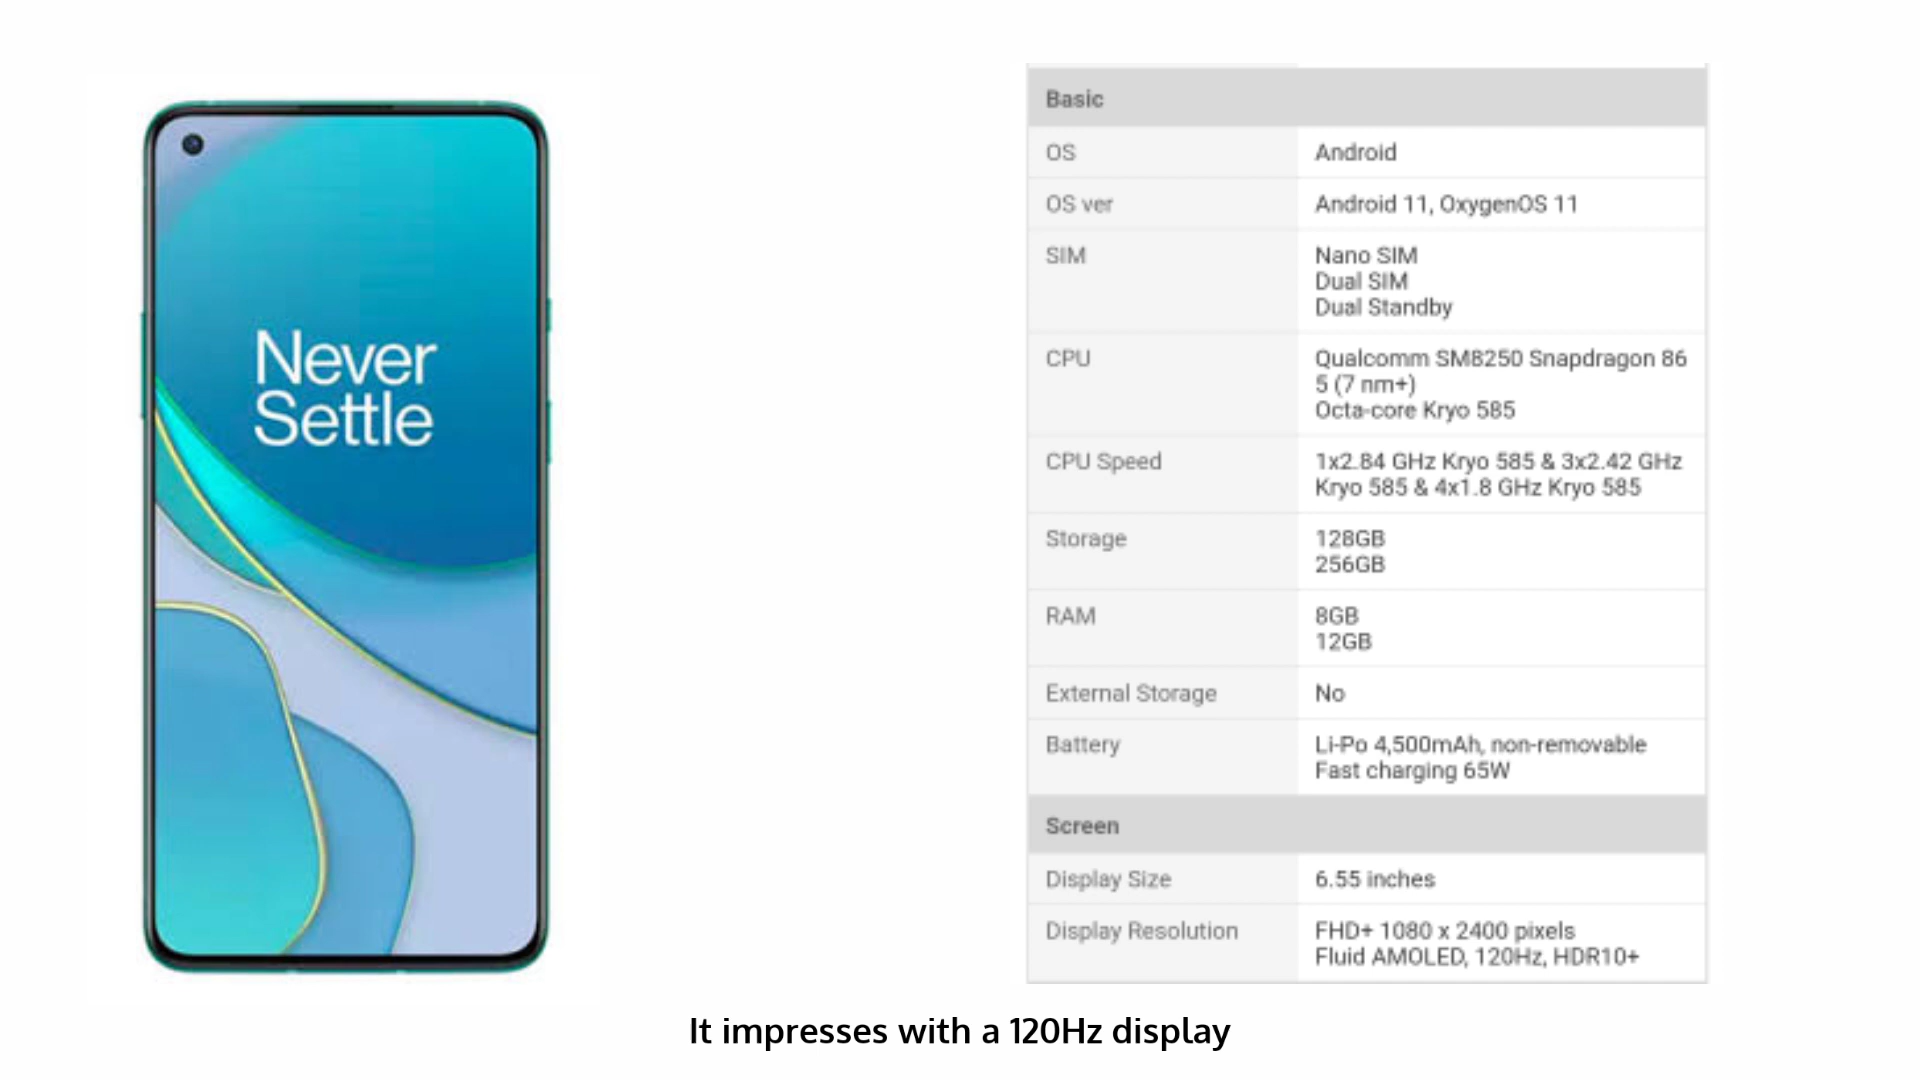 Never
Settle
Basic
OS Android
OS ver Android 11, OxygenOS 11
SIM Nano SIM
Dual SIM
Dual Standby
CPU Qualcomm SM8250 Snapdragon 86
5 (7 nm+)
Octa-core Kryo 585
CPU Speed 1x2.84 GHz Kryo 585 & 3x2.42 GHz
Kryo 585 & 4x1.8 GHz Kryo 585
Storage 128GB
256GB
RAM 8GB
12GB
External Storage No
Battery Li-Po 4,500mAh, non-removable
Fast charging 65W
Screen
Display Size 6.55 inches
Display Resolution FHD+ 1080 x 2400 pixels
Fluid AMOLED, 120Hz, HDR10+
It impresses with a 120Hz display